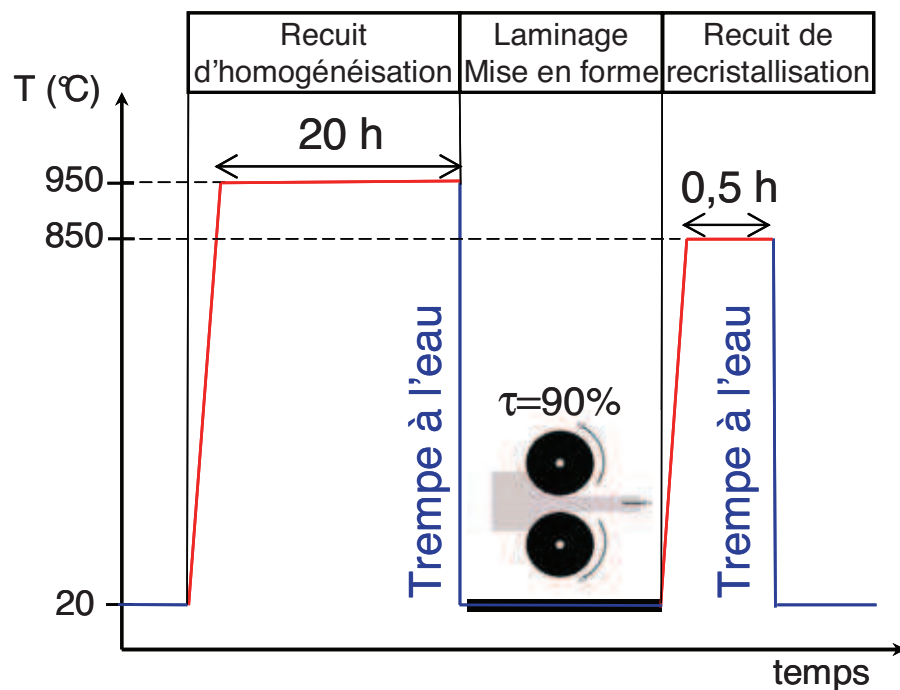 Recuit
d'homogénéisation
Laminage
Mise en forme
Recuit de
recristallisation
T (°C)
20 h
950
0,5 h
850
Trempe à l'eau
τ=90%
Trempe à l'eau
20
temps